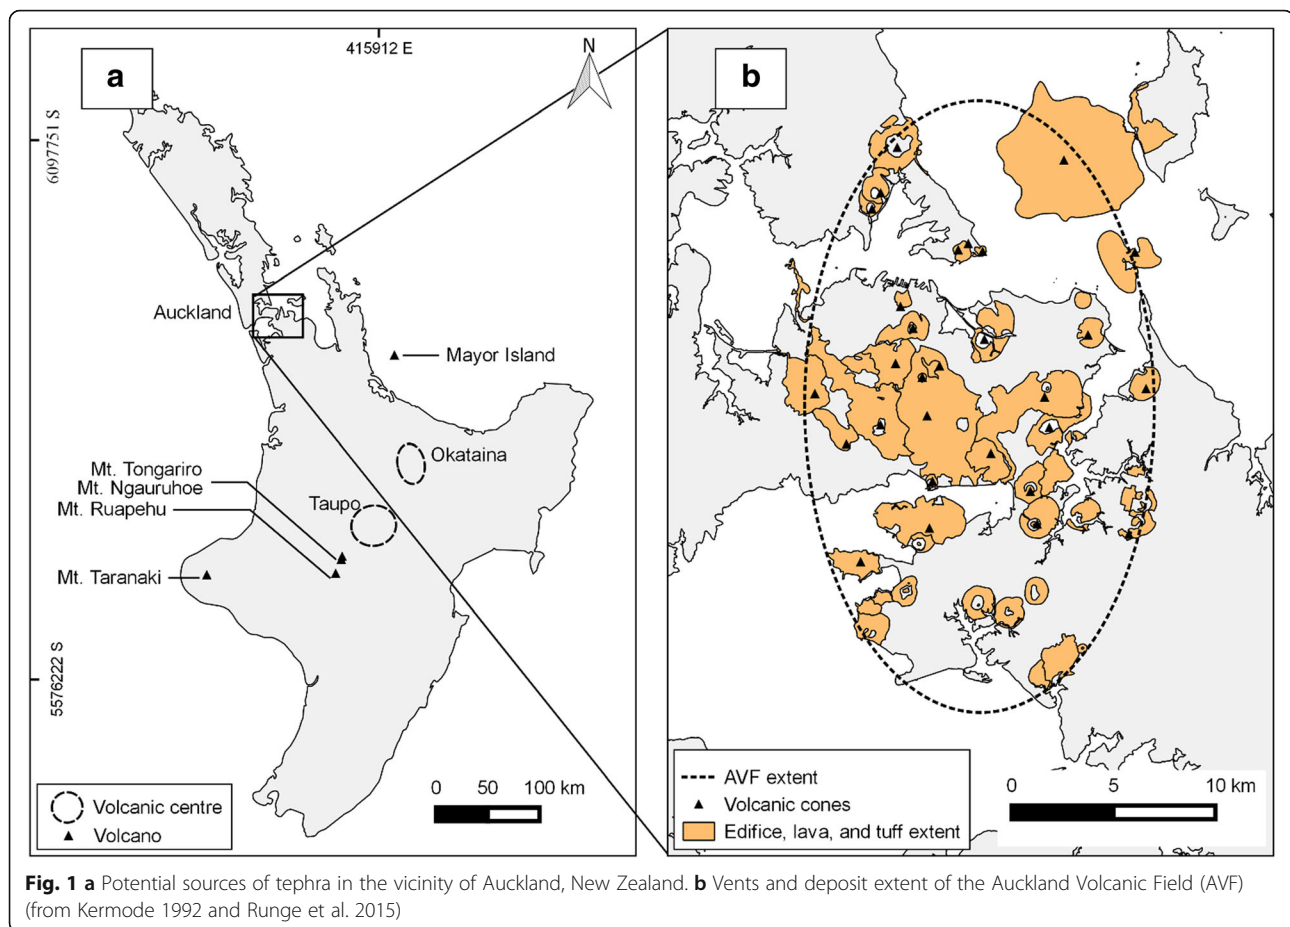 a
415912 E
N
6097751 S
Auckland
Mayor Island
Okataina
Mt. Tongariro
Mt. Ngauruhoe
Mt. Ruapehu
Taupo
Mt. Taranaki
5576222 S
Volcanic centre
Volcano
0 50 100 km
b
AVF extent
Volcanic cones
Edifice, lava, and tuff extent
0 5 10 km
Fig. 1 a Potential sources of tephra in the vicinity of Auckland, New Zealand. b Vents and deposit extent of the Auckland Volcanic Field (AVF)
(from Kermode 1992 and Runge et al. 2015)